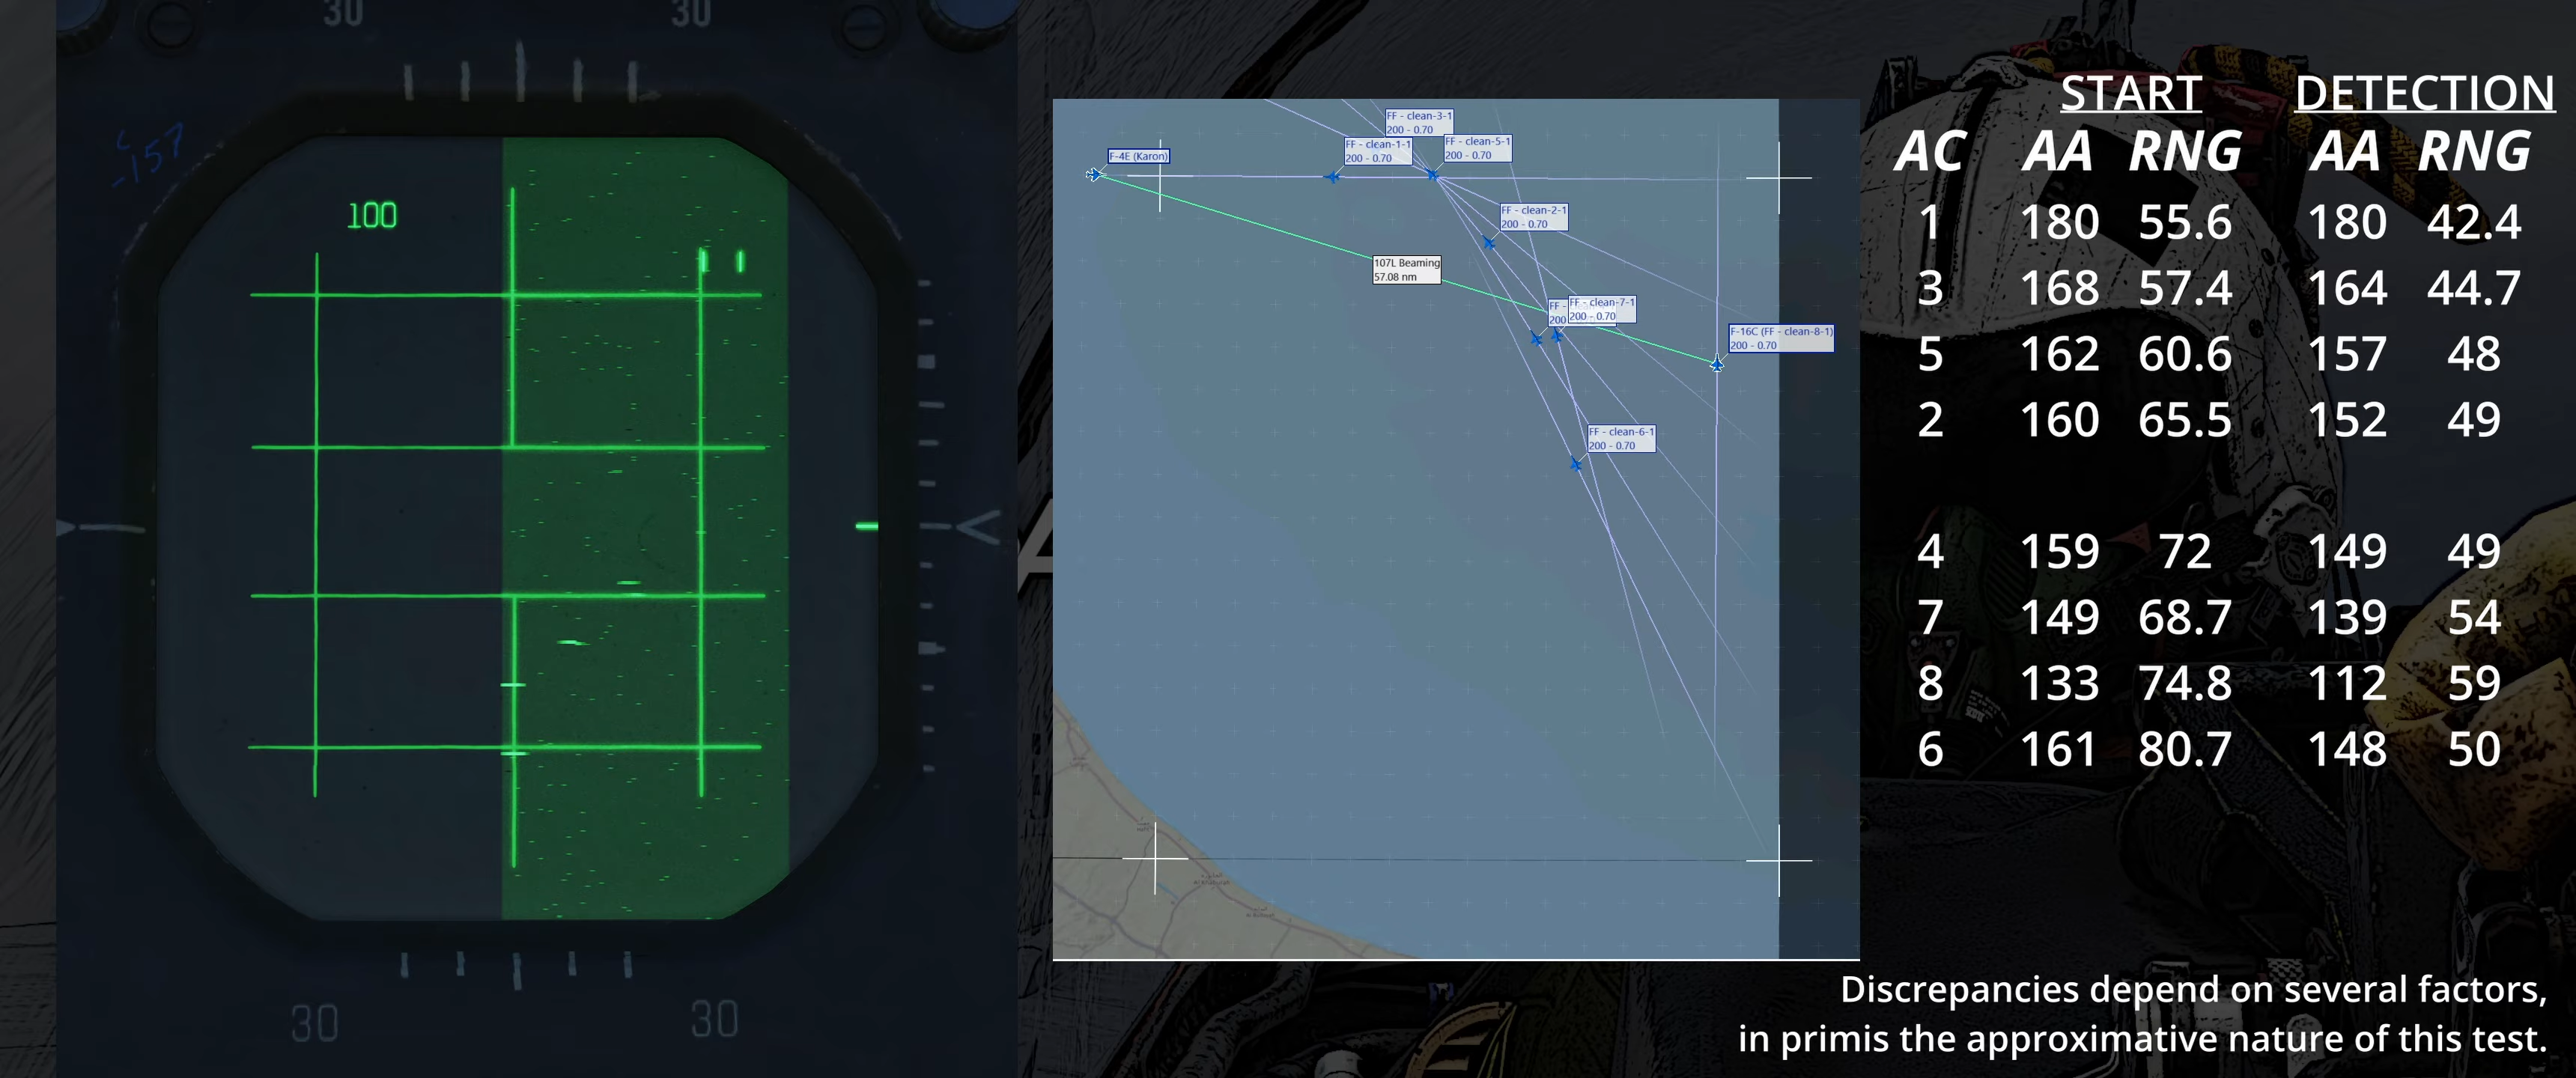 30 30
C
-157
100
30 30
F-4E (Karon)
FF - clean-3-1
200 - 0.70
FF - clean-1-1
200 - 0.70
FF - clean-5-1
200 - 0.70
FF - clean-2-1
200 - 0.70
107L Beaming
57.08 nm
FF -
200
FF - clean-7-1
200 - 0.70
F-16C (FF - clean-8-1)
200 - 0.70
FF - clean-6-1
200 - 0.70
START DETECTION
AC AA RNG AA RNG
1 180 55.6 180 42.4
3 168 57.4 164 44.7
5 162 60.6 157 48
2 160 65.5 152 49
4 159 72 149 49
7 149 68.7 139 54
8 133 74.8 112 59
6 161 80.7 148 50
Discrepancies depend on several factors,
in primis the approximative nature of this test.